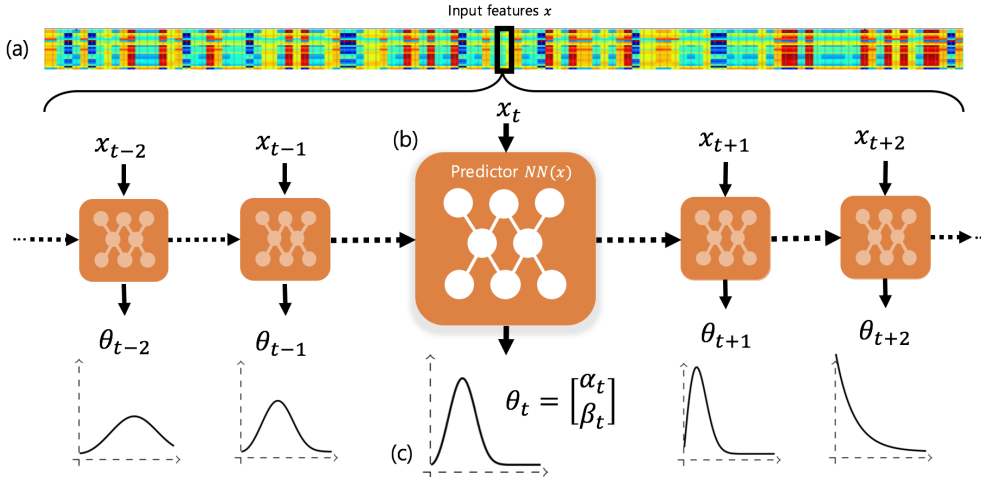 Input features x
(a)
x_t
(b)
x_{t−2}
x_{t−1}
x_{t+1}
x_{t+2}
Predictor NN(x)
θ_{t−2}
θ_{t−1}
θ_{t+1}
θ_{t+2}
θ_t = [α_t
β_t]
(c)